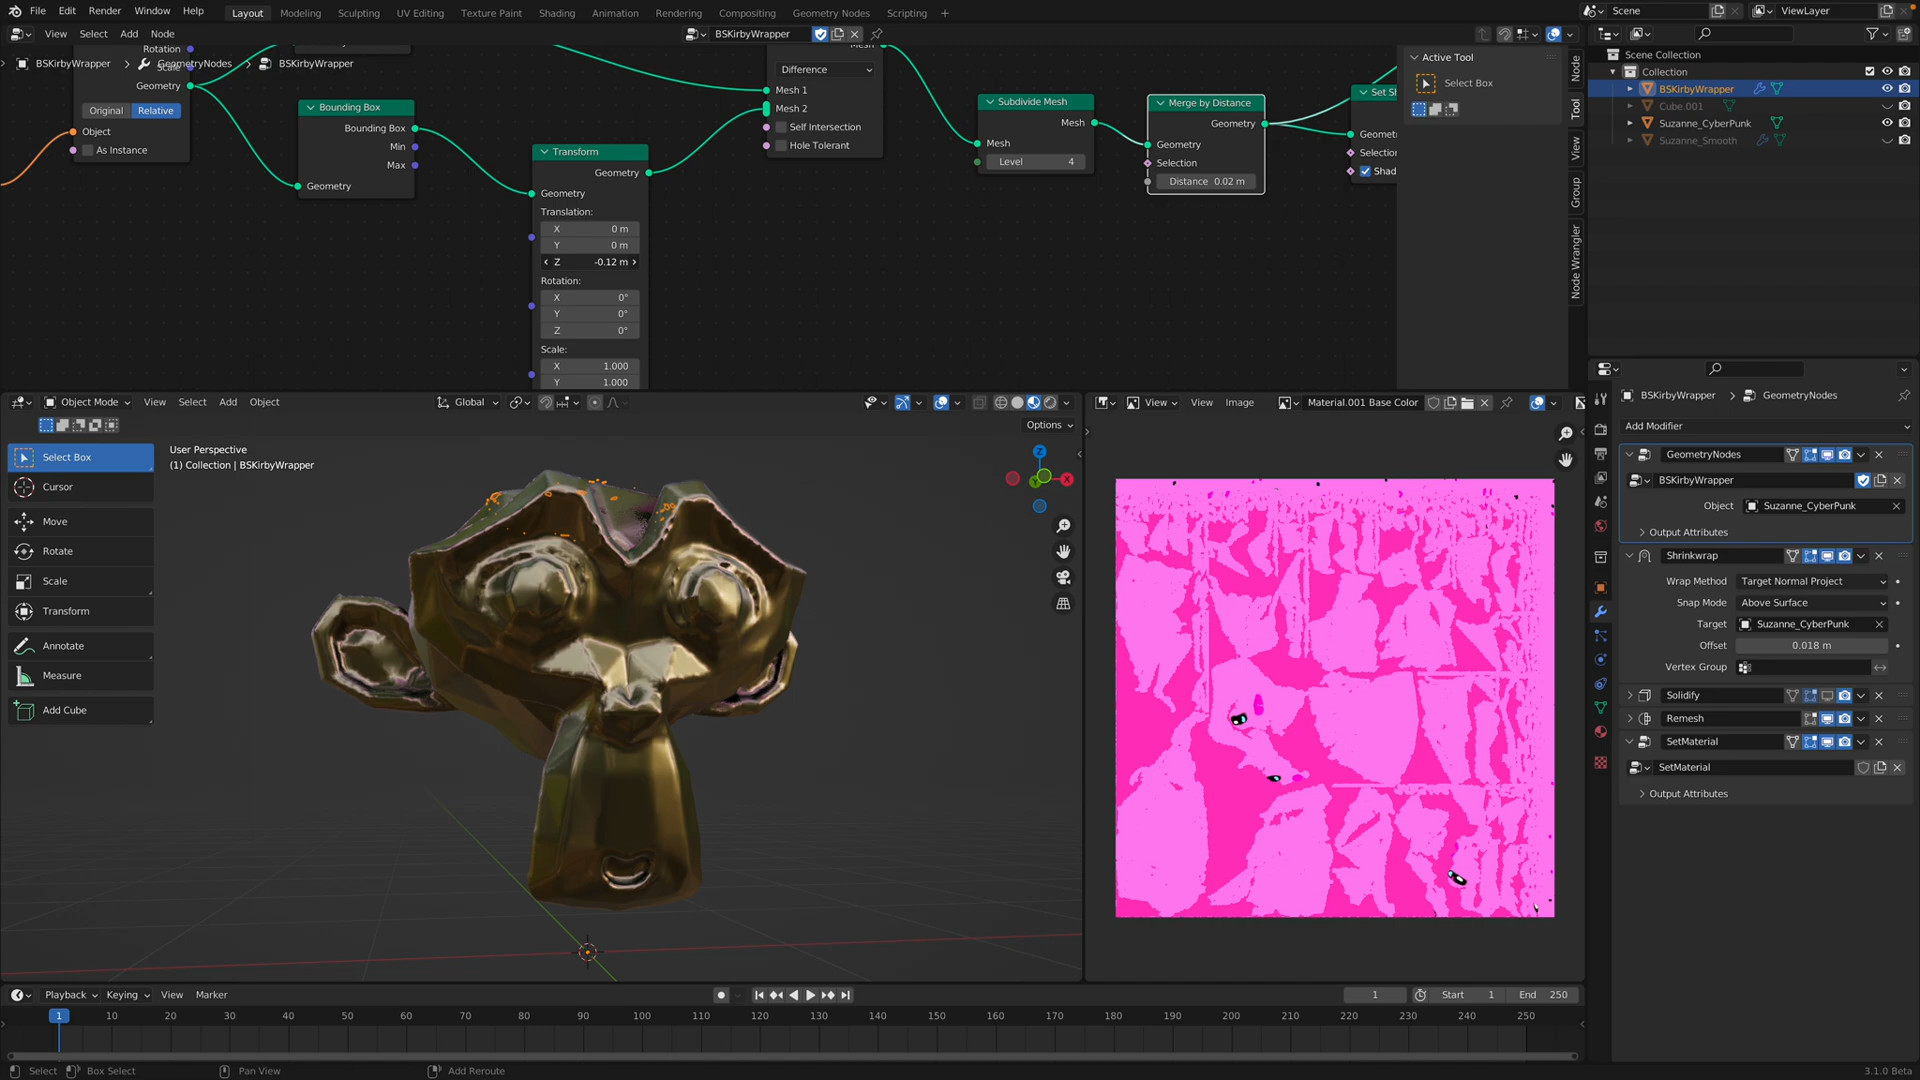 File Edit Render Window Help Layout Modeling Sculpting UV Editing Texture Paint Shading Animation Rendering Compositing Geometry Nodes Scripting + Scene ViewLayer
View Select Add Node BSKirbyWrapper
BSKirbyWrapper > GeometryNodes > BSKirbyWrapper
Rotation
Scale
Geometry
Original Relative
Object
As Instance
Bounding Box
Bounding Box
Min
Max
Geometry
Transform
Geometry
Geometry
Translation:
X 0 m
Y 0 m
Z -0.12 m
Rotation:
X 0°
Y 0°
Z 0°
Scale:
X 1.000
Y 1.000
Mesh
Difference
Mesh 1
Mesh 2
Self Intersection
Hole Tolerant
Subdivide Mesh
Mesh
Mesh
Level 4
Merge by Distance
Geometry
Geometry
Selection
Distance 0.02 m
Set Sh
Geometr
Selection
Shad
Active Tool
Select Box
Node
Tool
View
Group
Node Wrangler
Scene Collection
Collection
BSKirbyWrapper
Cube.001
Suzanne_CyberPunk
Suzanne_Smooth
Object Mode View Select Add Object Global
Options
Select Box
Cursor
Move
Rotate
Scale
Transform
Annotate
Measure
Add Cube
User Perspective
(1) Collection | BSKirbyWrapper
Z
X
Y
View View Image Material.001 Base Color
BSKirbyWrapper > GeometryNodes
Add Modifier
GeometryNodes
BSKirbyWrapper
Object Suzanne_CyberPunk
Output Attributes
Shrinkwrap
Wrap Method Target Normal Project
Snap Mode Above Surface
Target Suzanne_CyberPunk
Offset 0.018 m
Vertex Group
Solidify
Remesh
SetMaterial
SetMaterial
Output Attributes
Playback Keying View Marker 1 Start 1 End 250
1 10 20 30 40 50 60 70 80 90 100 110 120 130 140 150 160 170 180 190 200 210 220 230 240 250
Select Box Select Pan View Add Reroute 3.1.0 Beta